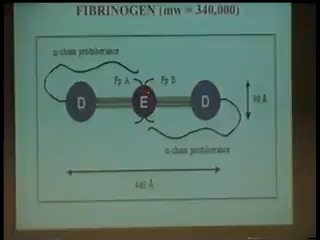 FIBRINOGEN (mw = 340,000)
α-chain protuberance
Fp A
Fp B
D
E
D
90 Å
α-chain protuberance